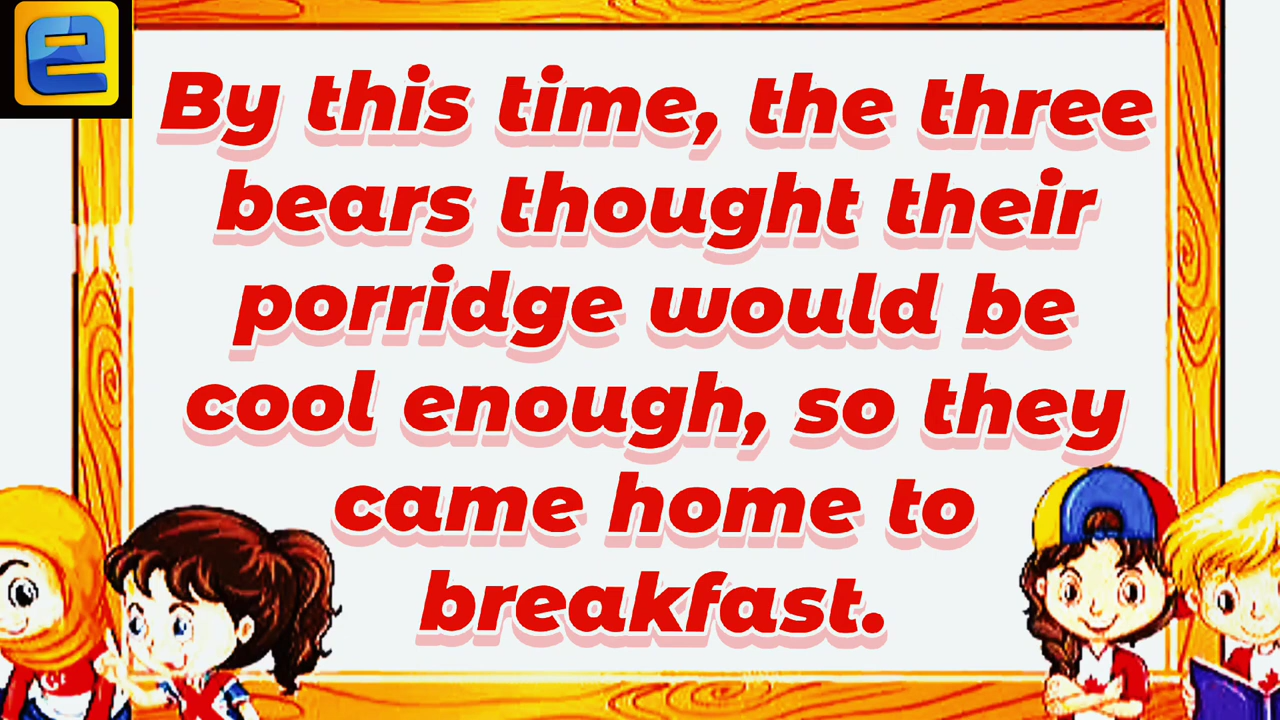 e
By this time, the three
bears thought their
porridge would be
cool enough, so they
came home to
breakfast.